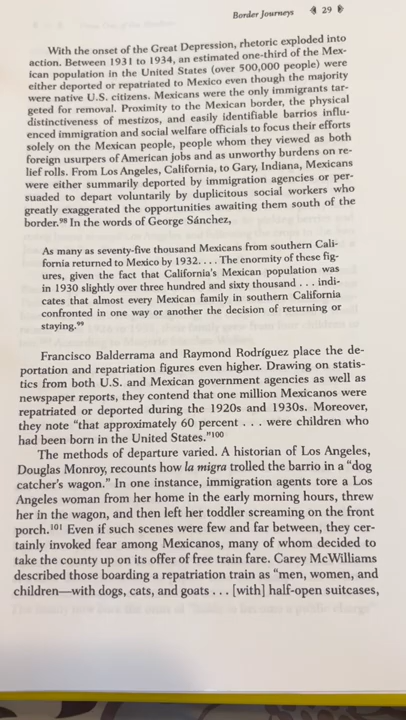 Border Journeys 29
With the onset of the Great Depression, rhetoric exploded into
action. Between 1931 to 1934, an estimated one-third of the Mex-
ican population in the United States (over 500,000 people) were
either deported or repatriated to Mexico even though the majority
were native U.S. citizens. Mexicans were the only immigrants tar-
geted for removal. Proximity to the Mexican border, the physical
distinctiveness of mestizos, and easily identifiable barrios influ-
enced immigration and social welfare officials to focus their efforts
solely on the Mexican people, people whom they viewed as both
foreign usurpers of American jobs and as unworthy burdens on re-
lief rolls. From Los Angeles, California, to Gary, Indiana, Mexicans
were either summarily deported by immigration agencies or per-
suaded to depart voluntarily by duplicitous social workers who
greatly exaggerated the opportunities awaiting them south of the
border.⁹⁸ In the words of George Sánchez,
As many as seventy-five thousand Mexicans from southern Cali-
fornia returned to Mexico by 1932. . . . The enormity of these fig-
ures, given the fact that California's Mexican population was
in 1930 slightly over three hundred and sixty thousand . . . indi-
cates that almost every Mexican family in southern California
confronted in one way or another the decision of returning or
staying.⁹⁹
Francisco Balderrama and Raymond Rodríguez place the de-
portation and repatriation figures even higher. Drawing on statis-
tics from both U.S. and Mexican government agencies as well as
newspaper reports, they contend that one million Mexicanos were
repatriated or deported during the 1920s and 1930s. Moreover,
they note "that approximately 60 percent . . . were children who
had been born in the United States."¹⁰⁰
The methods of departure varied. A historian of Los Angeles,
Douglas Monroy, recounts how la migra trolled the barrio in a "dog
catcher's wagon." In one instance, immigration agents tore a Los
Angeles woman from her home in the early morning hours, threw
her in the wagon, and then left her toddler screaming on the front
porch.¹⁰¹ Even if such scenes were few and far between, they cer-
tainly invoked fear among Mexicanos, many of whom decided to
take the county up on its offer of free train fare. Carey McWilliams
described those boarding a repatriation train as "men, women, and
children—with dogs, cats, and goats . . . [with] half-open suitcases,